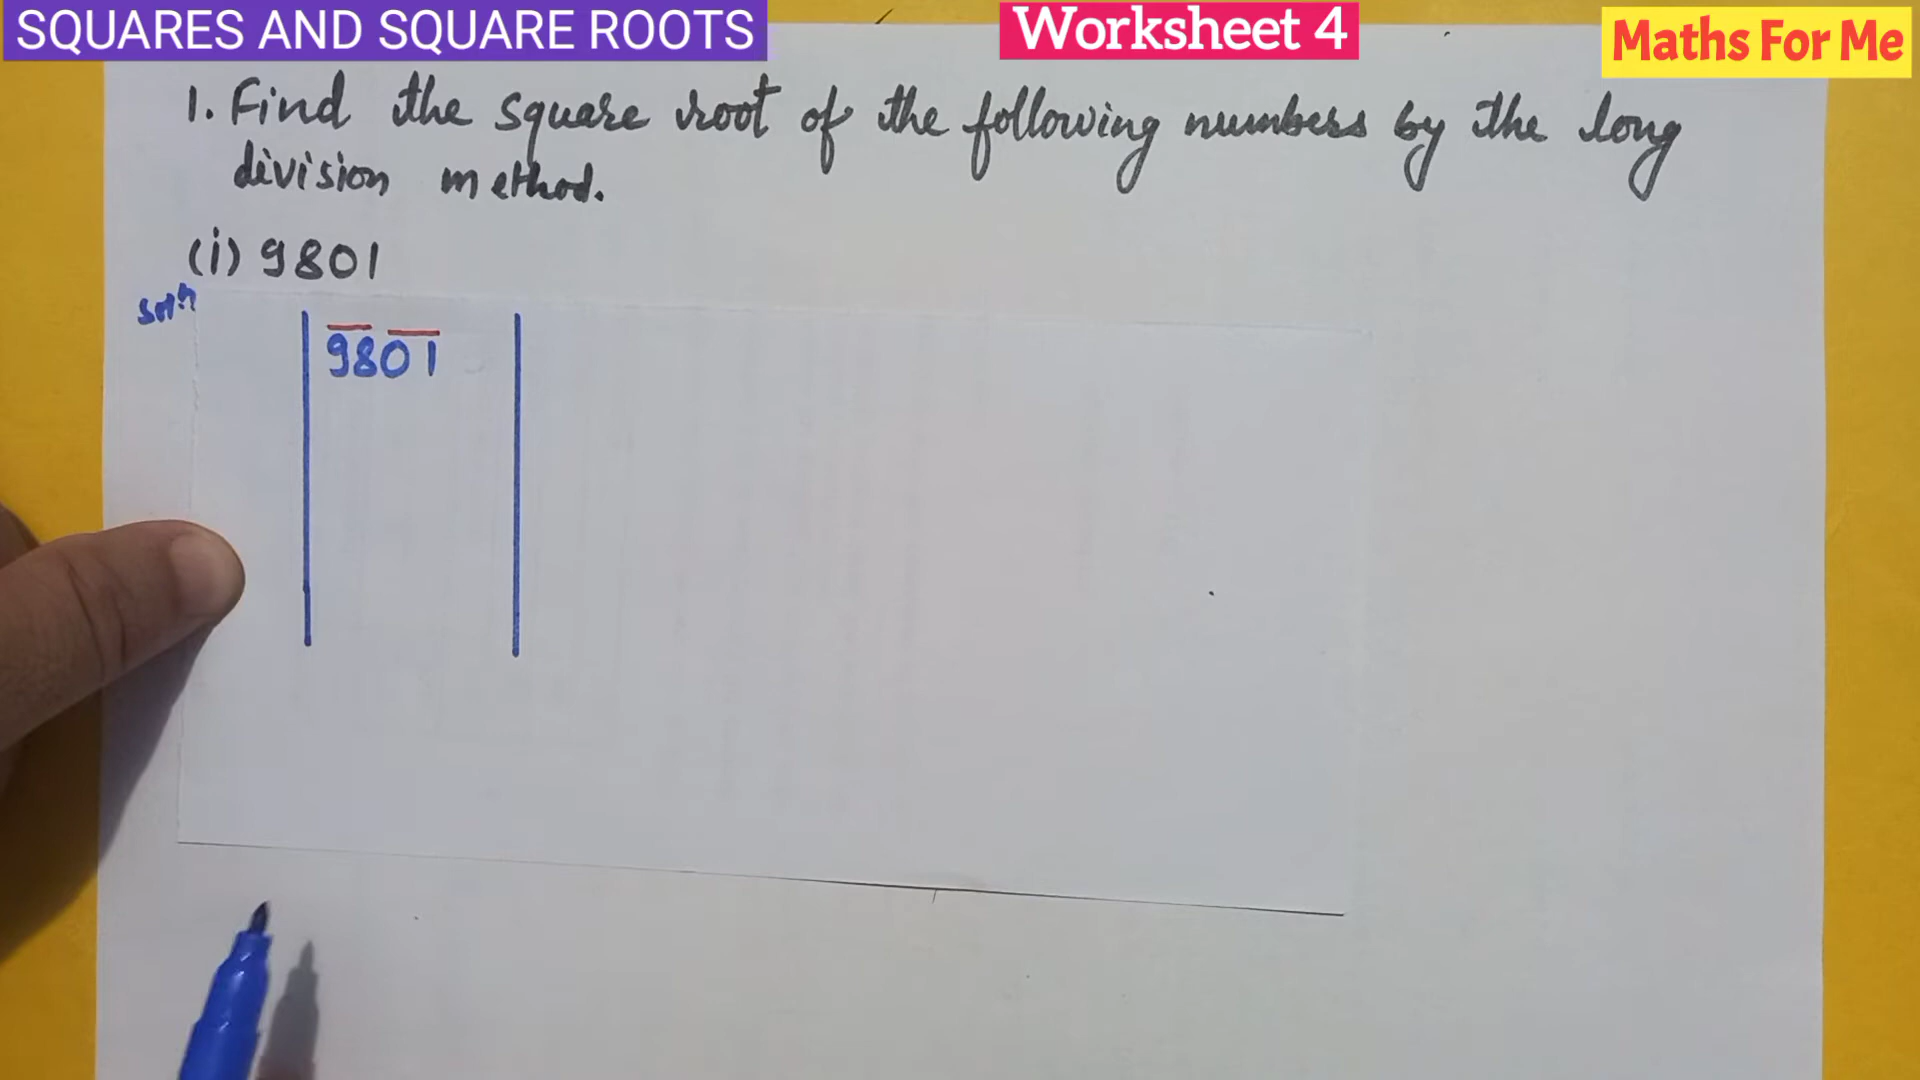 SQUARES AND SQUARE ROOTS
Worksheet 4
Maths For Me
1. Find the square root of the following numbers by the long
division method.
(i) 9801
Solⁿ
9801